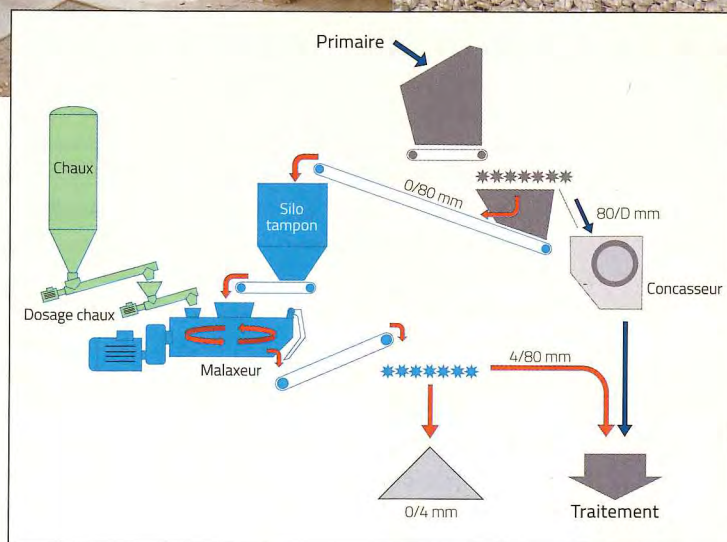 Primaire
Chaux
0/80 mm
Silo
tampon
80/D mm
Concasseur
Dosage chaux
Malaxeur
4/80 mm
0/4 mm
Traitement